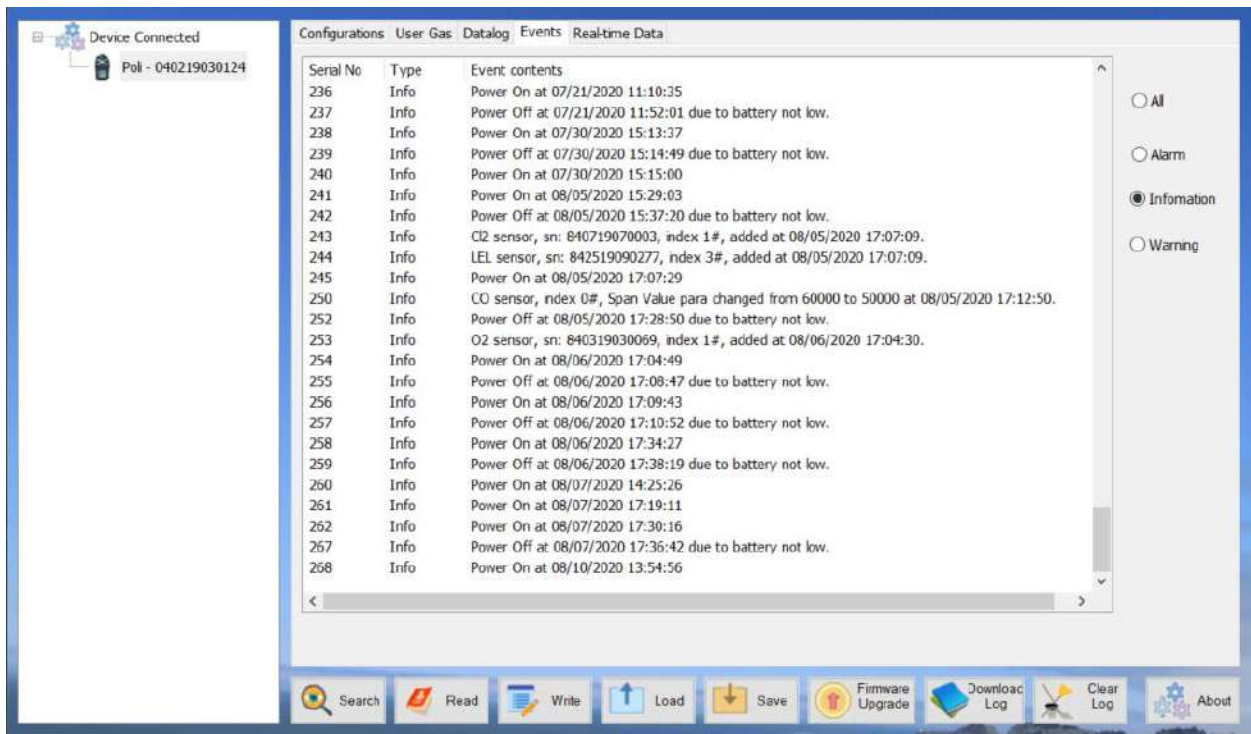 Device Connected
Poli - 040219030124
Configurations User Gas Datalog Events Real-time Data
Serial No Type Event contents
236 Info Power On at 07/21/2020 11:10:35
237 Info Power Off at 07/21/2020 11:52:01 due to battery not low.
238 Info Power On at 07/30/2020 15:13:37
239 Info Power Off at 07/30/2020 15:14:49 due to battery not low.
240 Info Power On at 07/30/2020 15:15:00
241 Info Power On at 08/05/2020 15:29:03
242 Info Power Off at 08/05/2020 15:37:20 due to battery not low.
243 Info Cl2 sensor, sn: 840719070003, index 1#, added at 08/05/2020 17:07:09.
244 Info LEL sensor, sn: 842519090277, index 3#, added at 08/05/2020 17:07:09.
245 Info Power On at 08/05/2020 17:07:29
250 Info CO sensor, index 0#, Span Value para changed from 60000 to 50000 at 08/05/2020 17:12:50.
252 Info Power Off at 08/05/2020 17:28:50 due to battery not low.
253 Info O2 sensor, sn: 840319030069, index 1#, added at 08/06/2020 17:04:30.
254 Info Power On at 08/06/2020 17:04:49
255 Info Power Off at 08/06/2020 17:08:47 due to battery not low.
256 Info Power On at 08/06/2020 17:09:43
257 Info Power Off at 08/06/2020 17:10:52 due to battery not low.
258 Info Power On at 08/06/2020 17:34:27
259 Info Power Off at 08/06/2020 17:38:19 due to battery not low.
260 Info Power On at 08/07/2020 14:25:26
261 Info Power On at 08/07/2020 17:19:11
262 Info Power On at 08/07/2020 17:30:16
267 Info Power Off at 08/07/2020 17:36:42 due to battery not low.
268 Info Power On at 08/10/2020 13:54:56
All
Alarm
Infomation
Warning
Search Read Write Load Save Firmware Upgrade Download Log Clear Log About